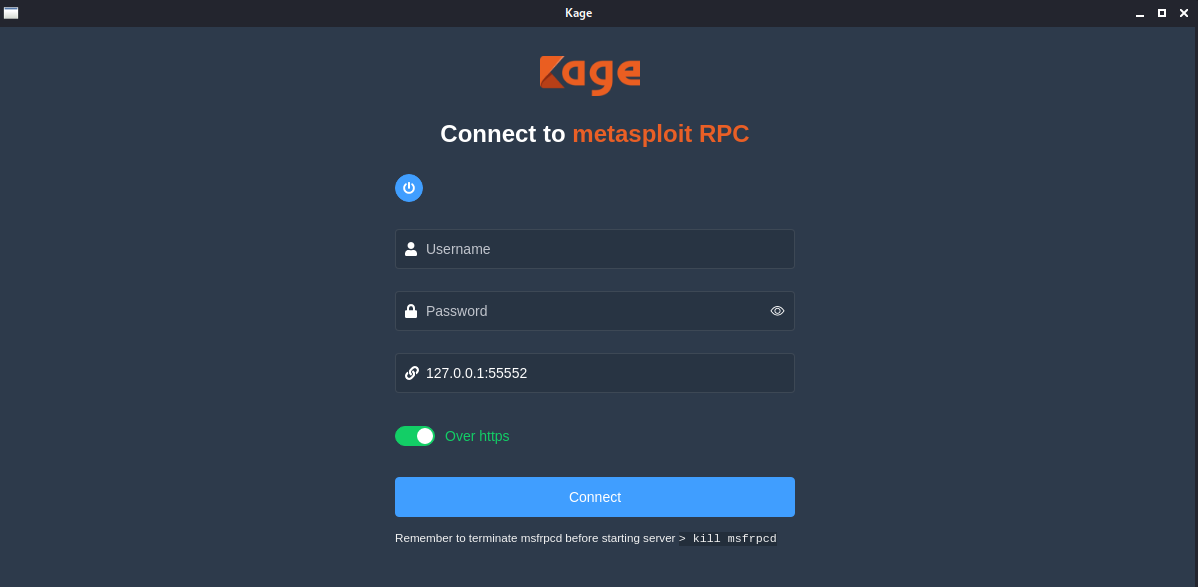 Kage
Kage
Connect to metasploit RPC
Username
Password
127.0.0.1:55552
Over https
Connect
Remember to terminate msfrpcd before starting server > kill msfrpcd